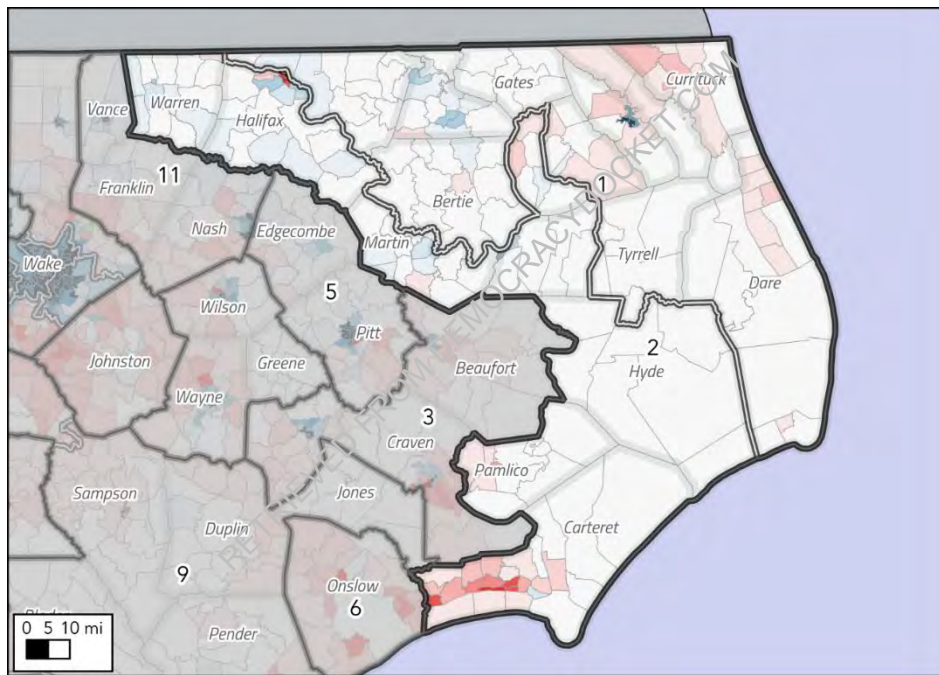 Gates
Currituck
Warren
Vance
Halifax
11
Franklin
1
Bertie
Nash
Edgecombe
Martin
Tyrrell
Wake
Dare
5
Wilson
Pitt
2
Johnston
Greene
Beaufort
Hyde
Wayne
3
Craven
Pamlico
Jones
Sampson
Carteret
Duplin
9
Onslow
6
Pender
0 5 10 mi
RETRIEVED FROM DEMOCRACYDOCKET.COM